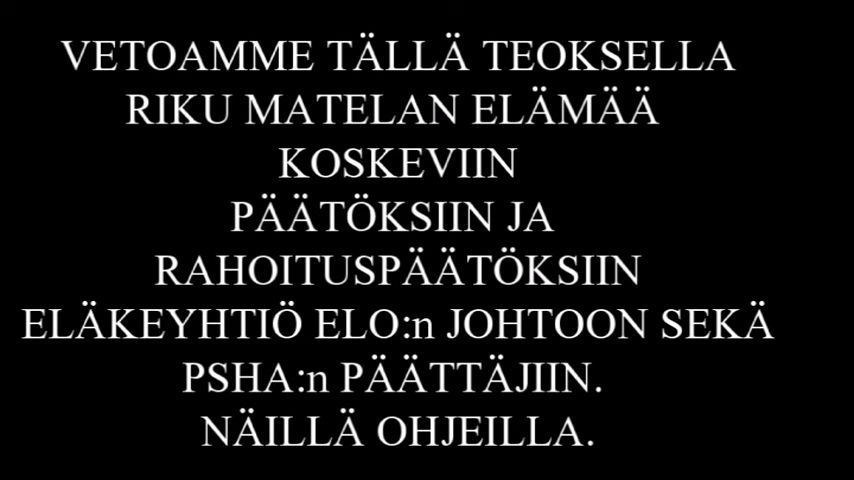 VETOAMME TÄLLÄ TEOKSELLA
RIKU MATELAN ELÄMÄÄ
KOSKEVIIN
PÄÄTÖKSIIN JA
RAHOITUSPÄÄTÖKSIIN
ELÄKEYHTIÖ ELO:n JOHTOON SEKÄ
PSHA:n PÄÄTTÄJIIN.
NÄILLÄ OHJEILLA.